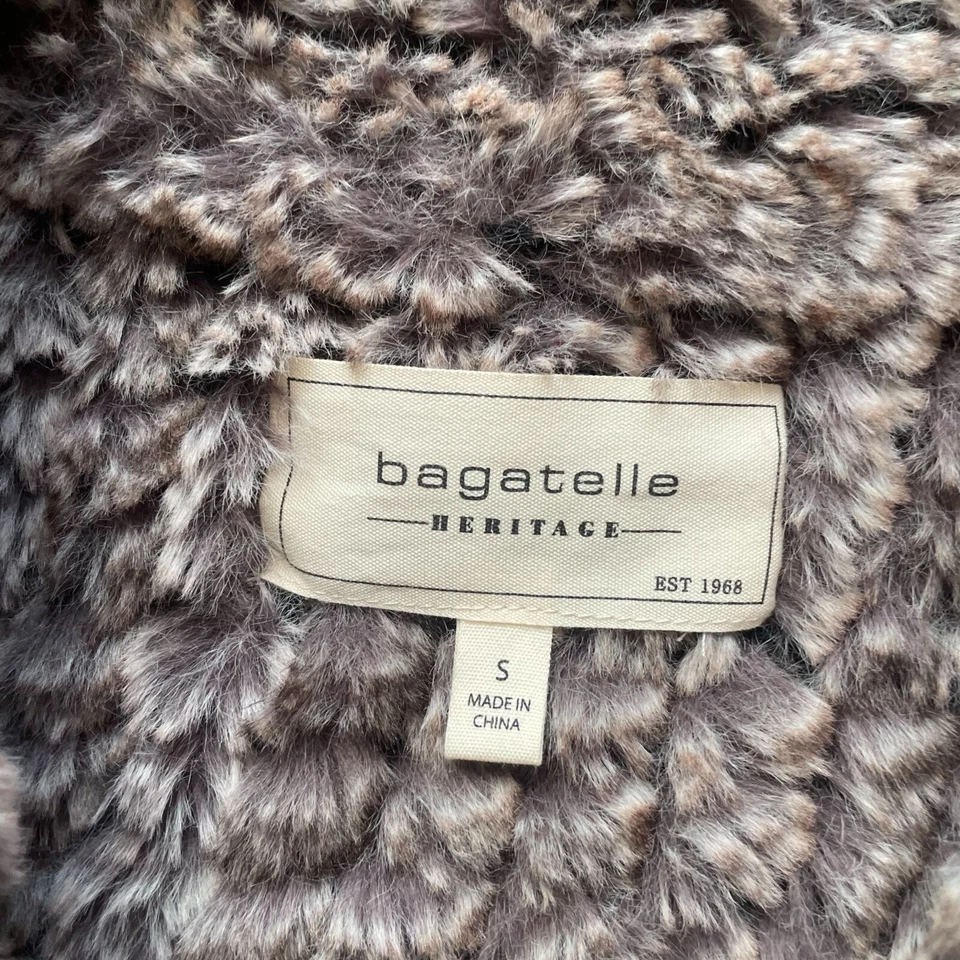 bagatelle
HERITAGE
EST 1968
S
MADE IN
CHINA